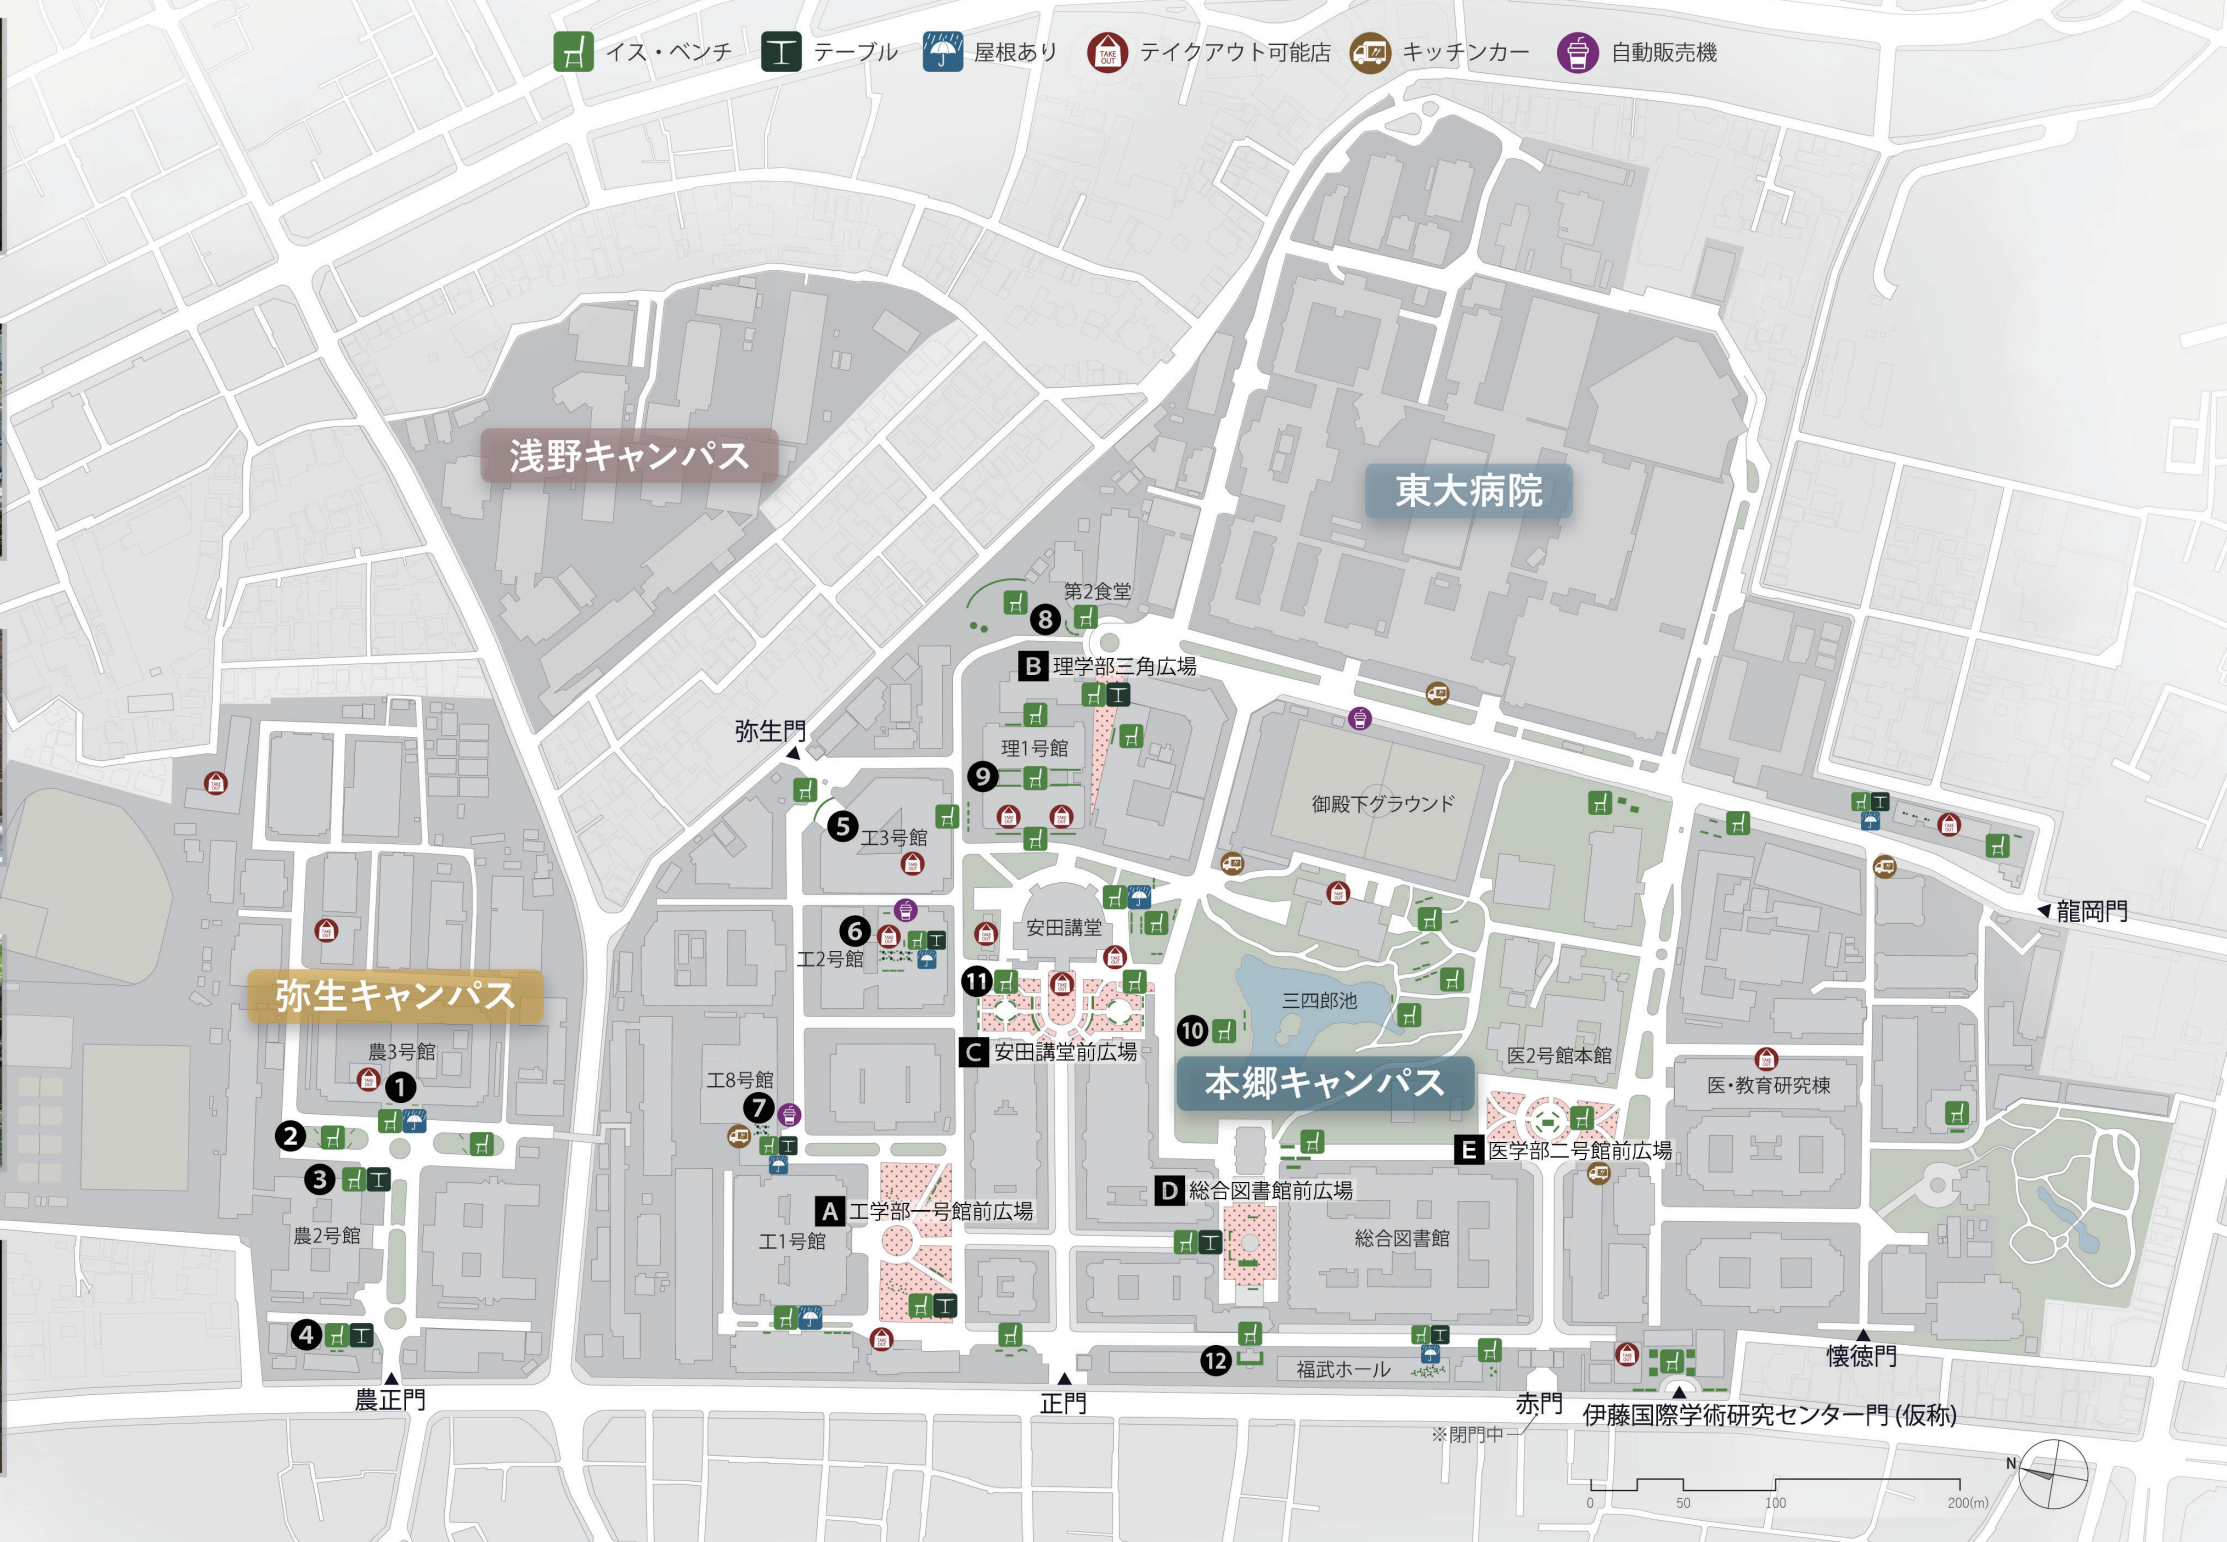 イス・ベンチ
テーブル
屋根あり
TAKE OUT
テイクアウト可能店
キッチンカー
自動販売機
浅野キャンパス
東大病院
第2食堂
8
B 理学部三角広場
弥生門
理1号館
9
御殿下グラウンド
5
工3号館
龍岡門
6
工2号館
安田講堂
弥生キャンパス
11
三四郎池
10
農3号館
C 安田講堂前広場
医2号館本館
1
工8号館
本郷キャンパス
医・教育研究棟
7
2
E 医学部二号館前広場
3
D 総合図書館前広場
A 工学部一号館前広場
農2号館
工1号館
総合図書館
4
12
福武ホール
懐徳門
農正門
正門
赤門
伊藤国際学術研究センター門 (仮称)
※閉門中
N
0 50 100 200(m)